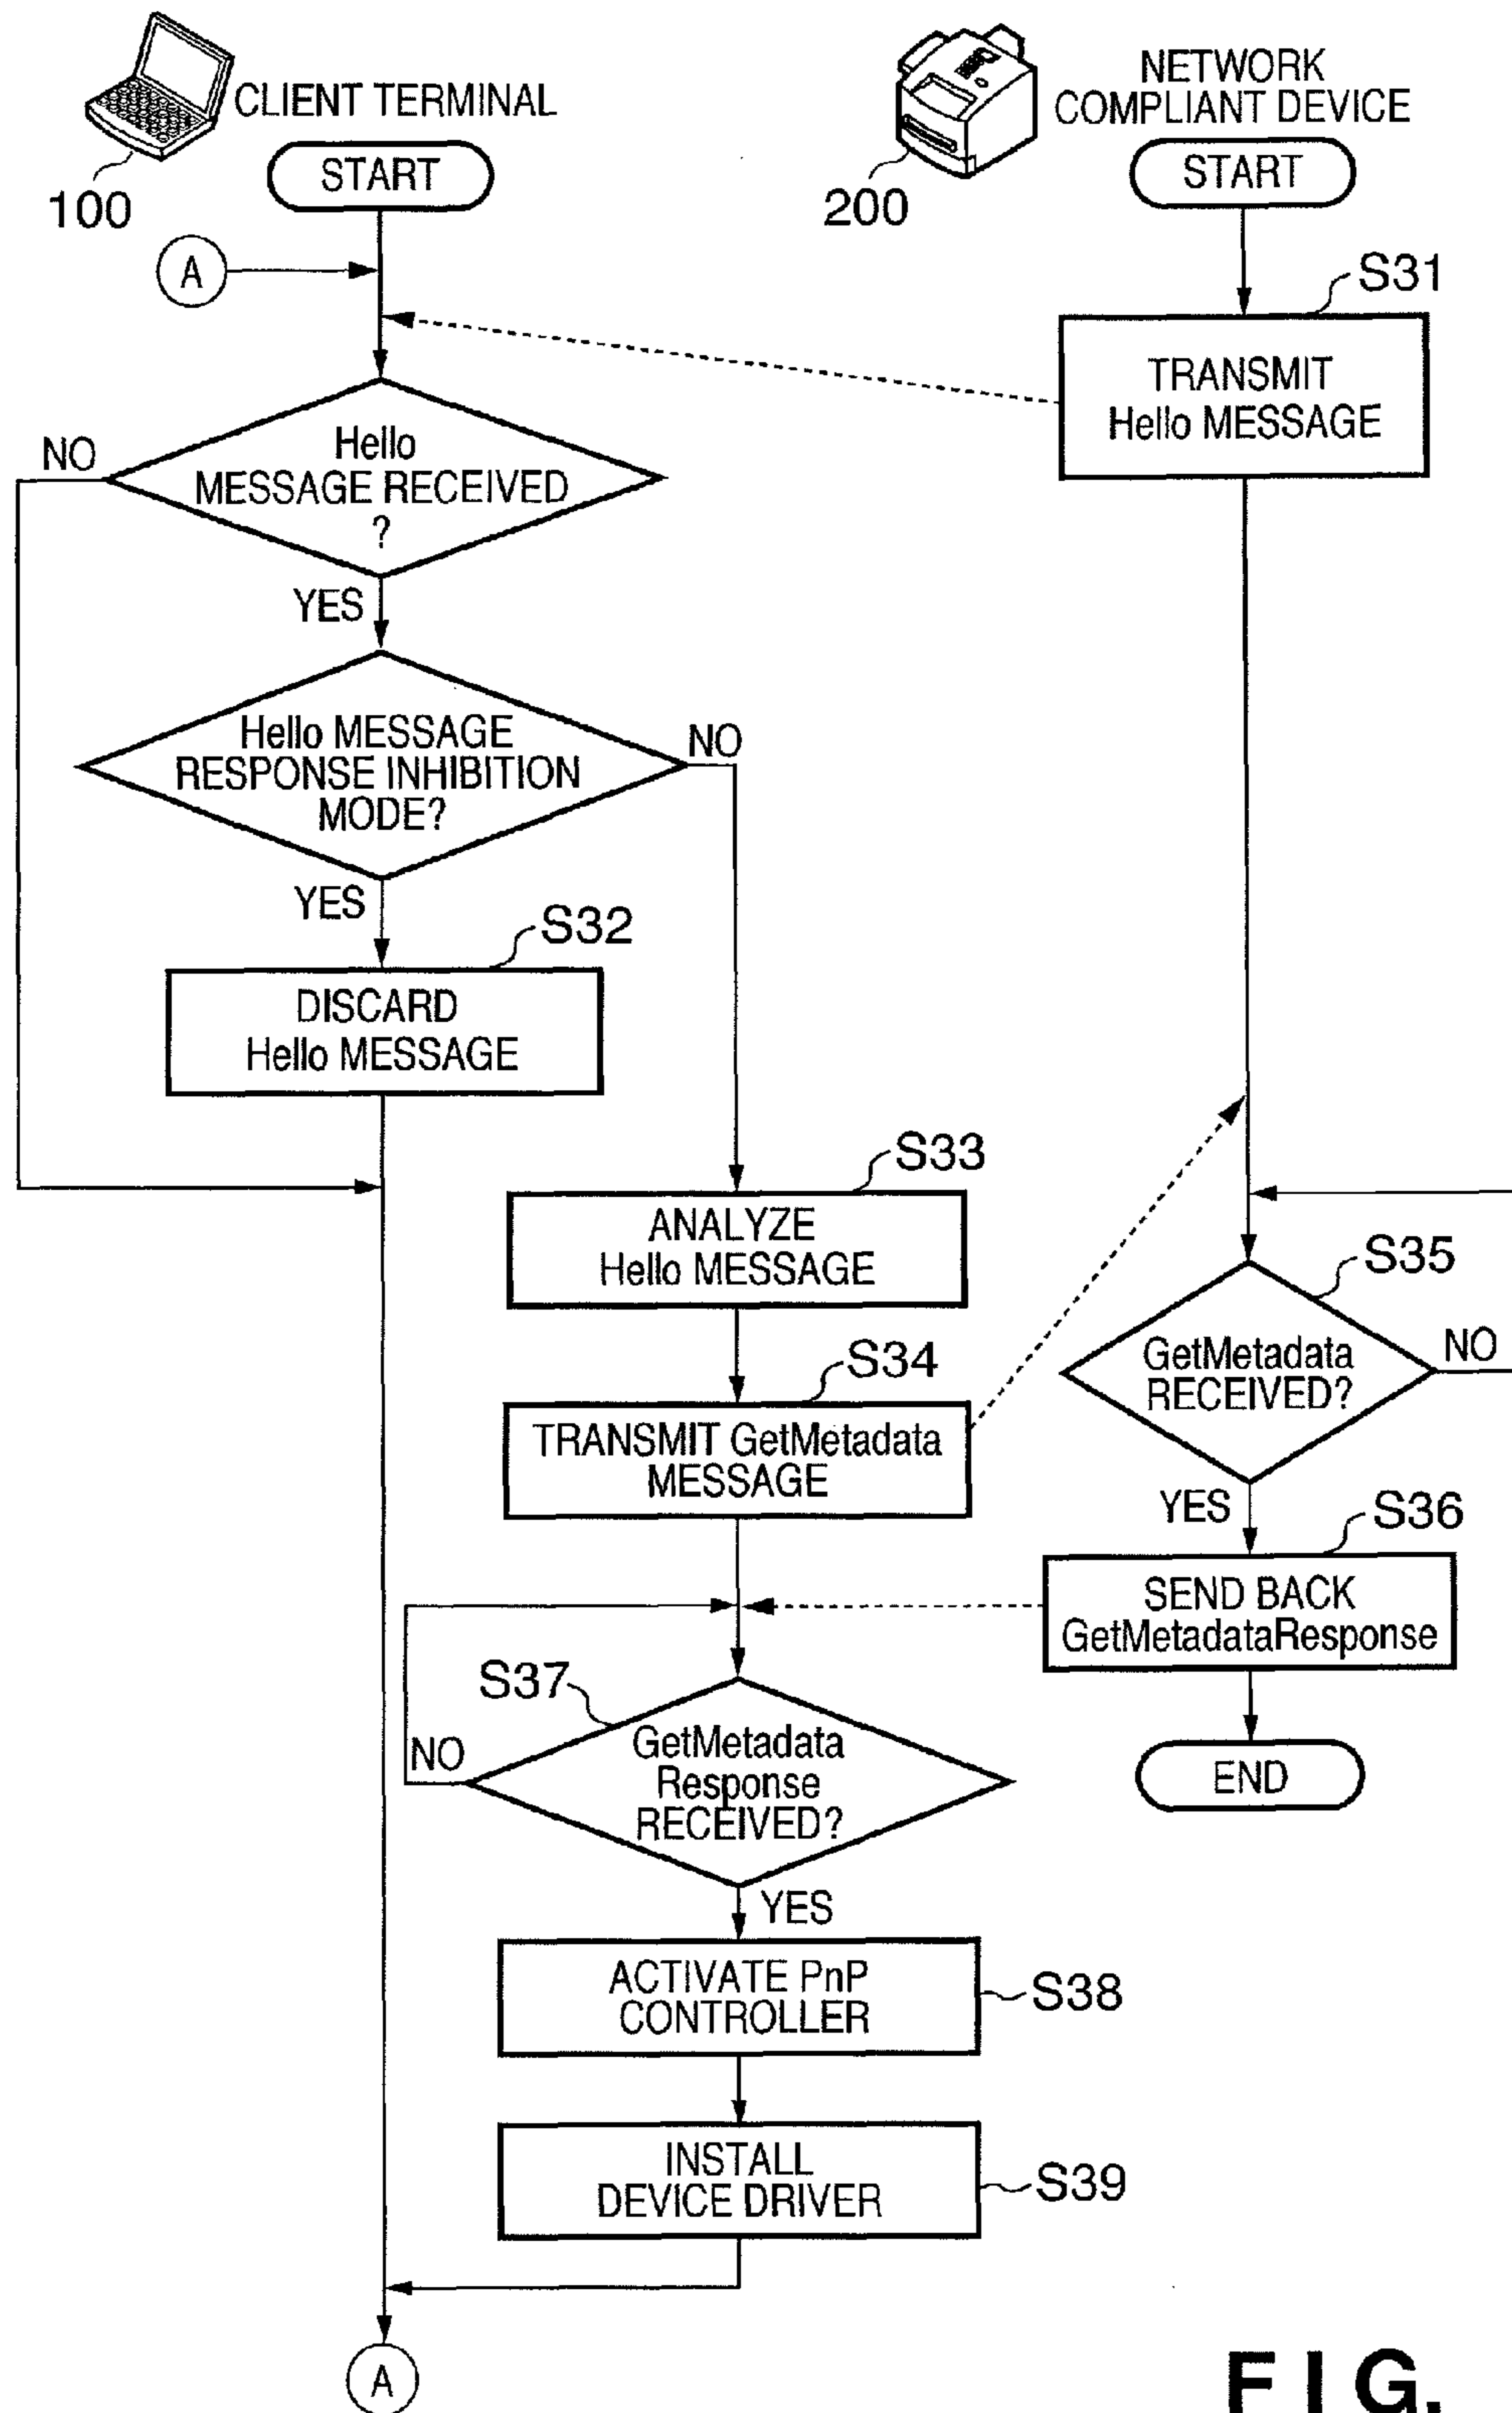 CLIENT TERMINAL
100
START
A
NETWORK
COMPLIANT DEVICE
200
START
S31
TRANSMIT
Hello MESSAGE
Hello
MESSAGE RECEIVED
?
NO
YES
Hello MESSAGE
RESPONSE INHIBITION
MODE?
NO
YES
S32
DISCARD
Hello MESSAGE
S33
ANALYZE
Hello MESSAGE
S34
TRANSMIT GetMetadata
MESSAGE
S35
GetMetadata
RECEIVED?
NO
YES
S36
SEND BACK
GetMetadataResponse
END
S37
GetMetadata
Response
RECEIVED?
NO
YES
ACTIVATE PnP
CONTROLLER
S38
INSTALL
DEVICE DRIVER
S39
A
FIG.